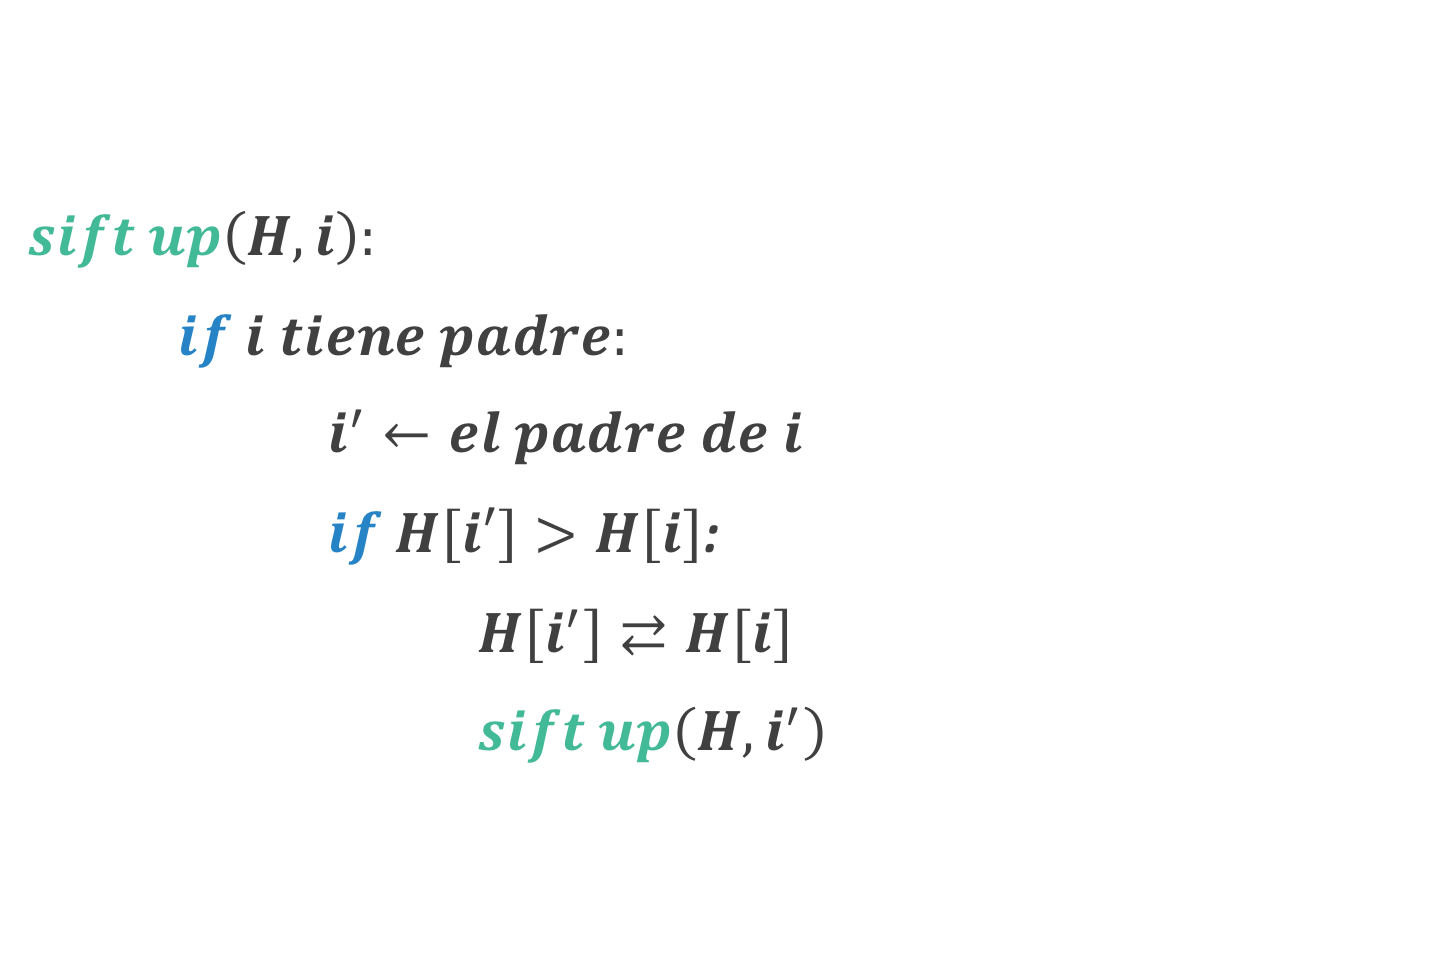 sift up(H, i):
if i tiene padre:
i′ ← el padre de i
if H[i′] > H[i]:
H[i′] ⇄ H[i]
sift up(H, i′)